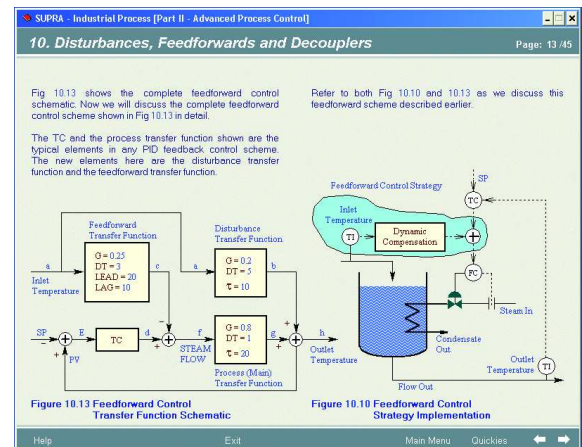 SUPRA - Industrial Process [Part II - Advanced Process Control]
10. Disturbances, Feedforwards and Decouplers
Page: 13 /45
Fig 10.13 shows the complete feedforward control
schematic. Now we will discuss the complete feedforward
control scheme shown in Fig 10.13 in detail.
The TC and the process transfer function shown are the
typical elements in any PID feedback control scheme.
The new elements here are the disturbance transfer
function and the feedforward transfer function.
Feedforward
Transfer Function
Disturbance
Transfer Function
G = 0.25
DT = 3
LEAD = 20
LAG = 10
G = 0.2
DT = 5
τ = 10
a
c
a
b
Inlet
Temperature
SP
E
TC
d
f
G = 0.8
DT = 1
τ = 20
g
h
−
+
−
+
+
+
PV
STEAM
FLOW
Outlet
Temperature
Process (Main)
Transfer Function
Figure 10.13 Feedforward Control
Transfer Function Schematic
Refer to both Fig 10.10 and 10.13 as we discuss this
feedforward scheme described earlier.
SP
Feedforward Control Strategy
TC
Inlet
Temperature
TI
Dynamic
Compensation
FC
Steam In
Condensate
Out
Outlet
Temperature
TI
Flow Out
Figure 10.10 Feedforward Control
Strategy Implementation
Help
Exit
Main Menu
Quickies